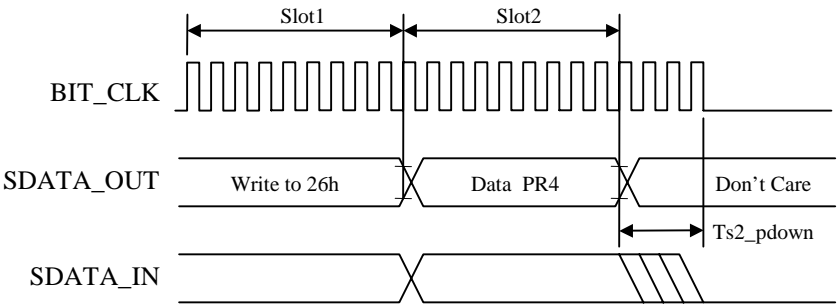 Slot1 Slot2
BIT_CLK
SDATA_OUT Write to 26h Data PR4 Don't Care
Ts2_pdown
SDATA_IN